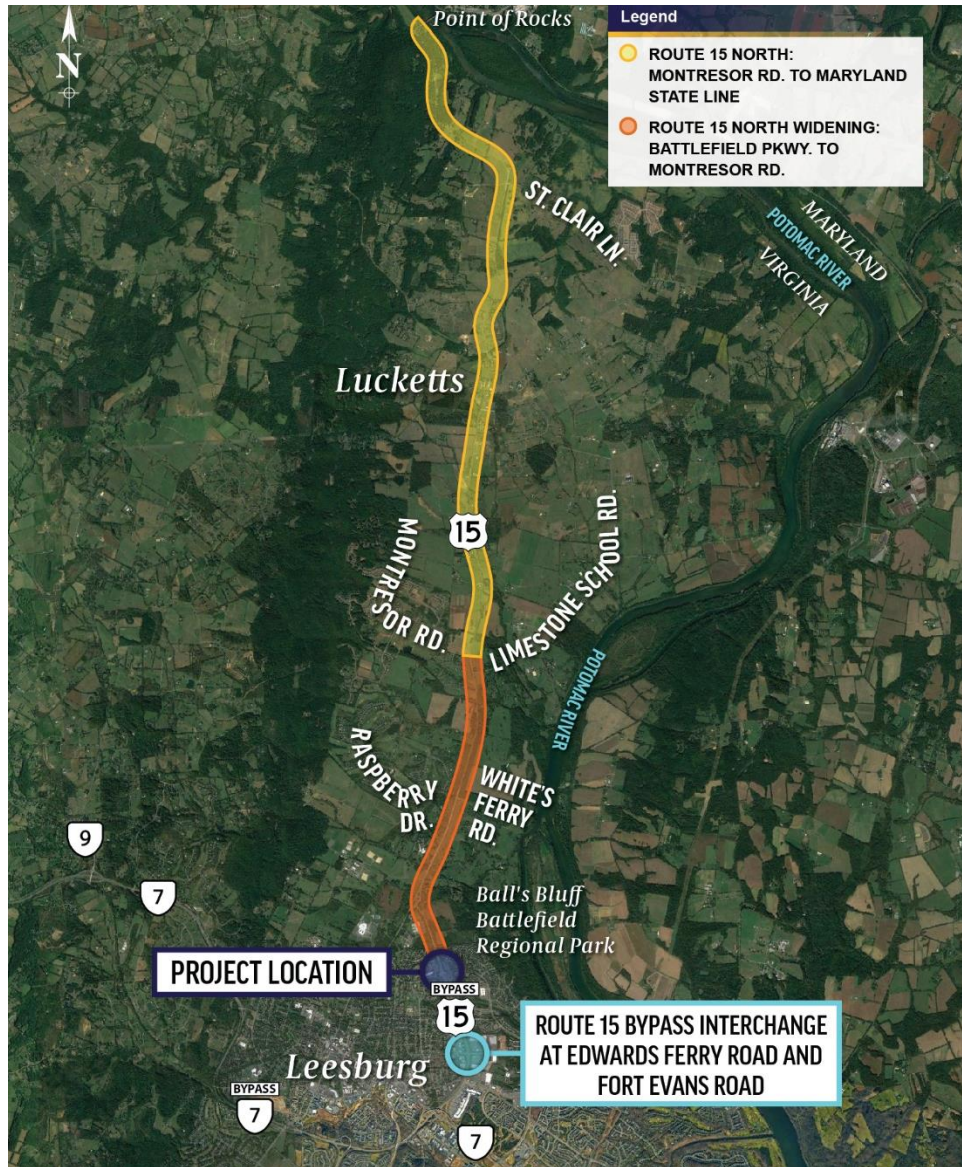 Point of Rocks
N
Legend
ROUTE 15 NORTH:
MONTRESOR RD. TO MARYLAND
STATE LINE
ROUTE 15 NORTH WIDENING:
BATTLEFIELD PKWY. TO
MONTRESOR RD.
ST. CLAIR LN.
MARYLAND
POTOMAC RIVER
VIRGINIA
Lucketts
15
MONTRESOR RD.
LIMESTONE SCHOOL RD.
POTOMAC RIVER
RASPBERRY
DR.
WHITE'S
FERRY
RD.
9
7
Ball's Bluff
Battlefield
Regional Park
PROJECT LOCATION
BYPASS
15
ROUTE 15 BYPASS INTERCHANGE
AT EDWARDS FERRY ROAD AND
FORT EVANS ROAD
Leesburg
BYPASS
7
7